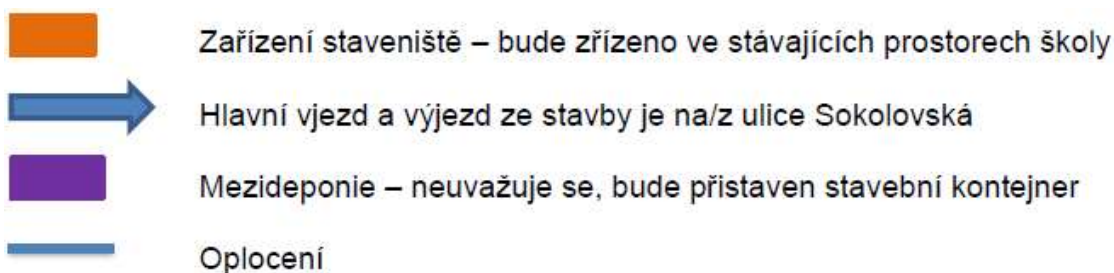 Zařízení staveniště – bude zřízeno ve stávajících prostorech školy
Hlavní vjezd a výjezd ze stavby je na/z ulice Sokolovská
Mezideponie – neuvažuje se, bude přistaven stavební kontejner
Oplocení